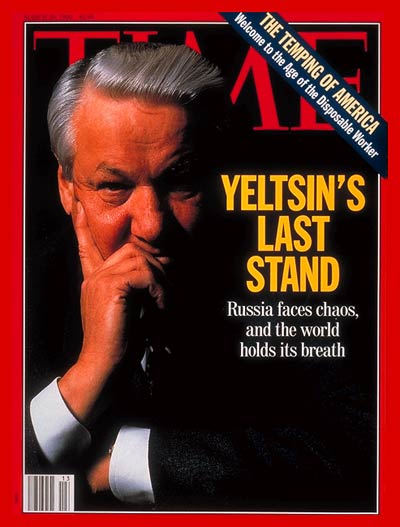 THE TEMPING OF AMERICA
Welcome to the Age of the Disposable Worker
TIME
YELTSIN'S
LAST
STAND
Russia faces chaos,
and the world
holds its breath
13